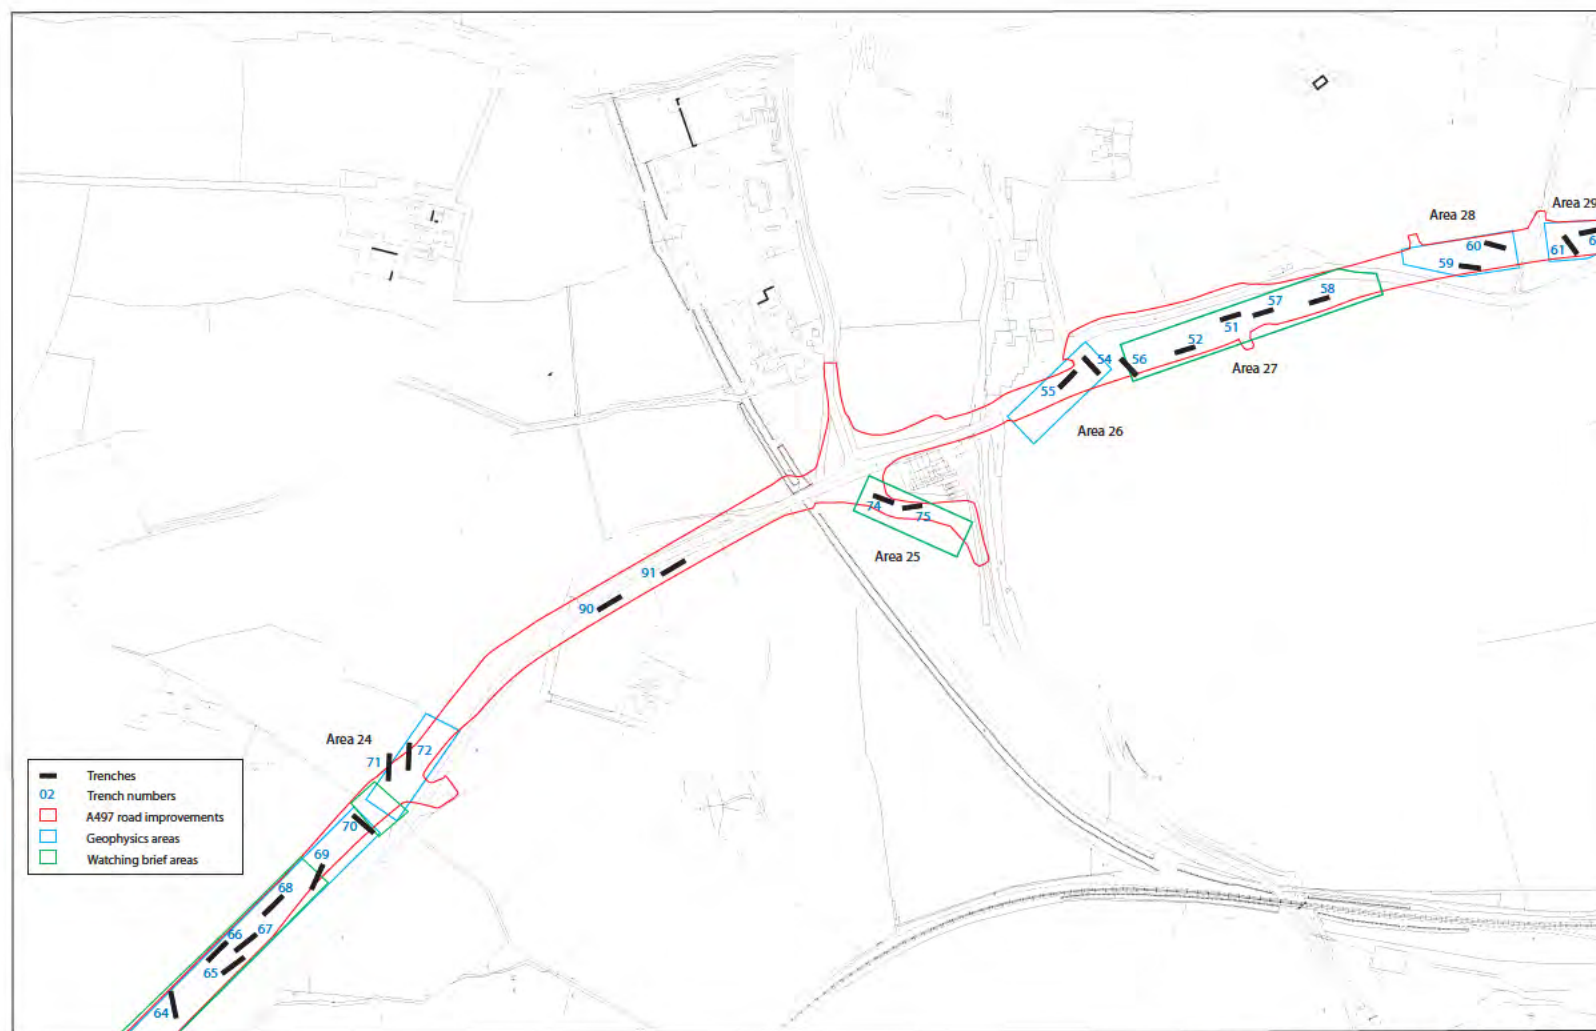 Area 29
Area 28
60
6
61
59
58
57
51
52
54
56
55
Area 27
Area 26
74
75
Area 25
91
90
Area 24
72
71
70
69
68
66
67
65
64
Trenches
02 Trench numbers
A497 road improvements
Geophysics areas
Watching brief areas